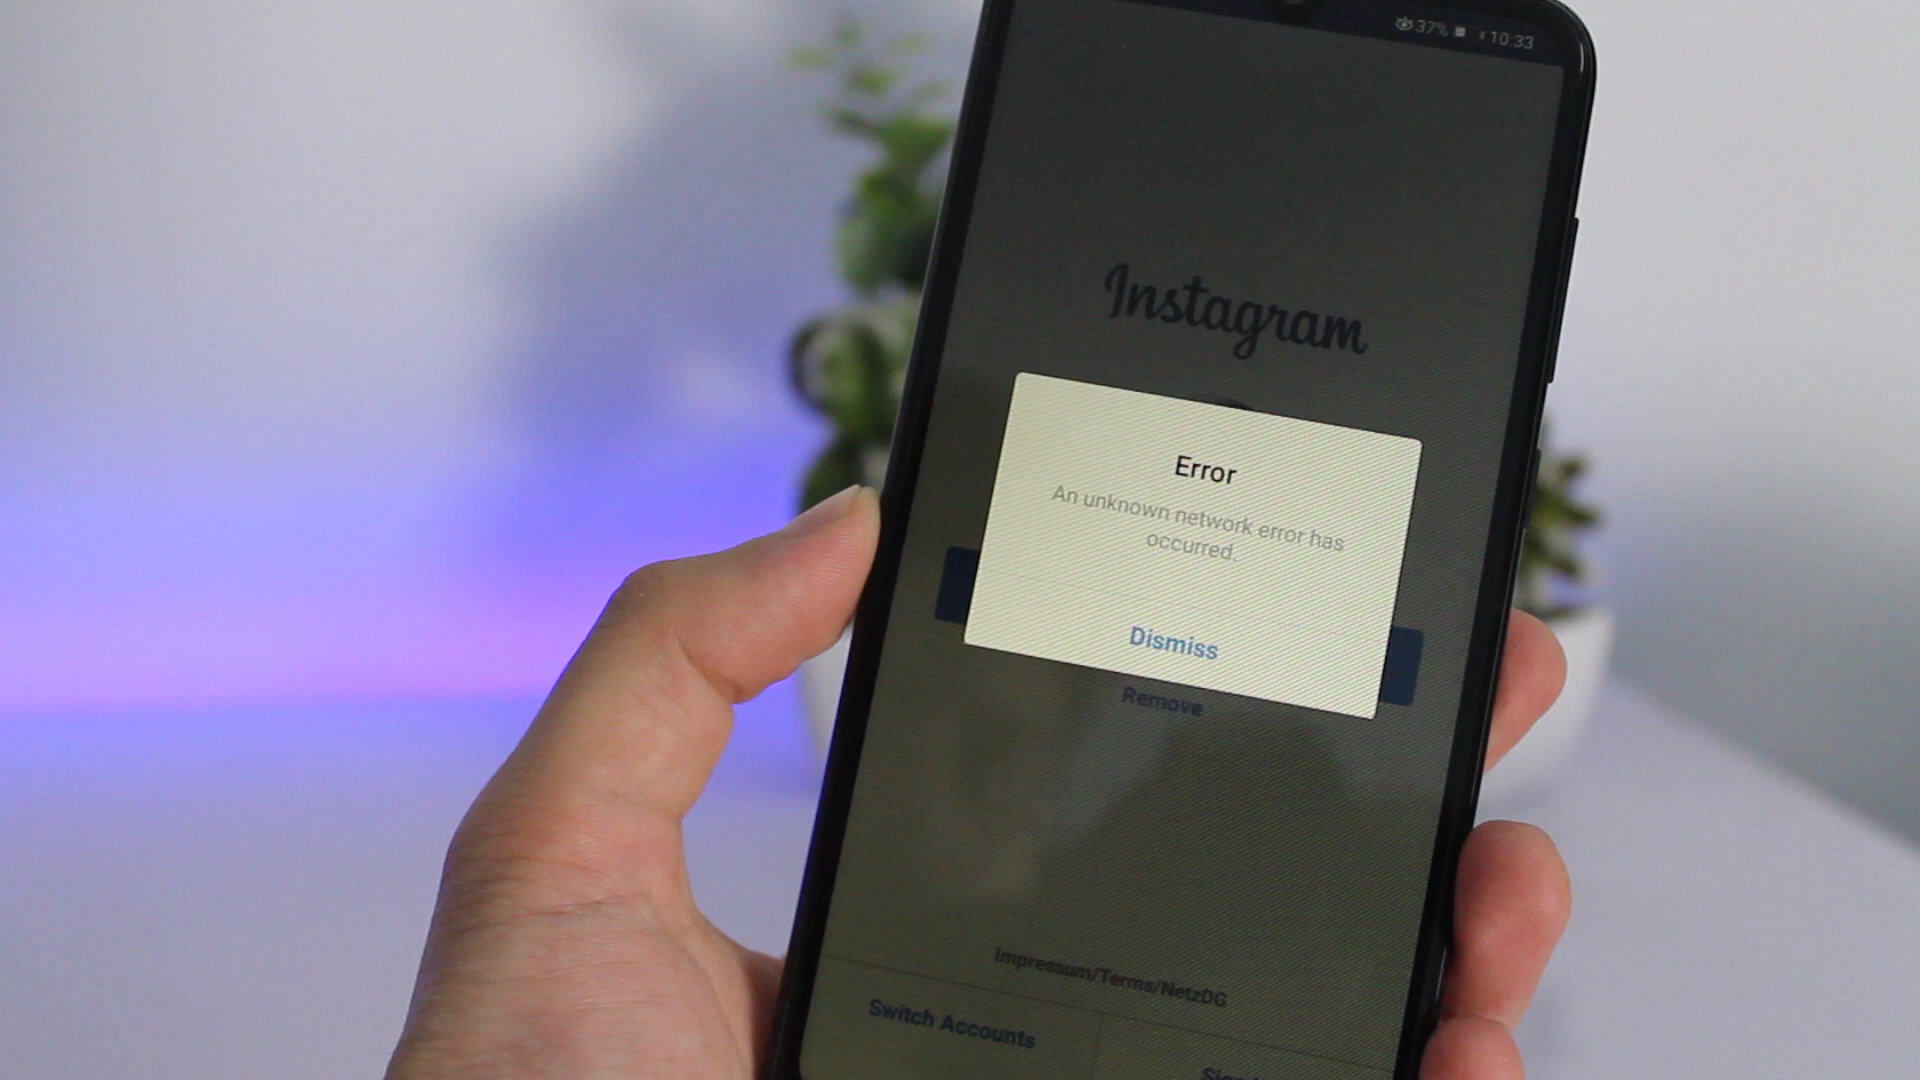 37% 10:33
Instagram
Error
An unknown network error has
occurred.
Dismiss
Remove
Impressum/Terms/NetzDG
Switch Accounts